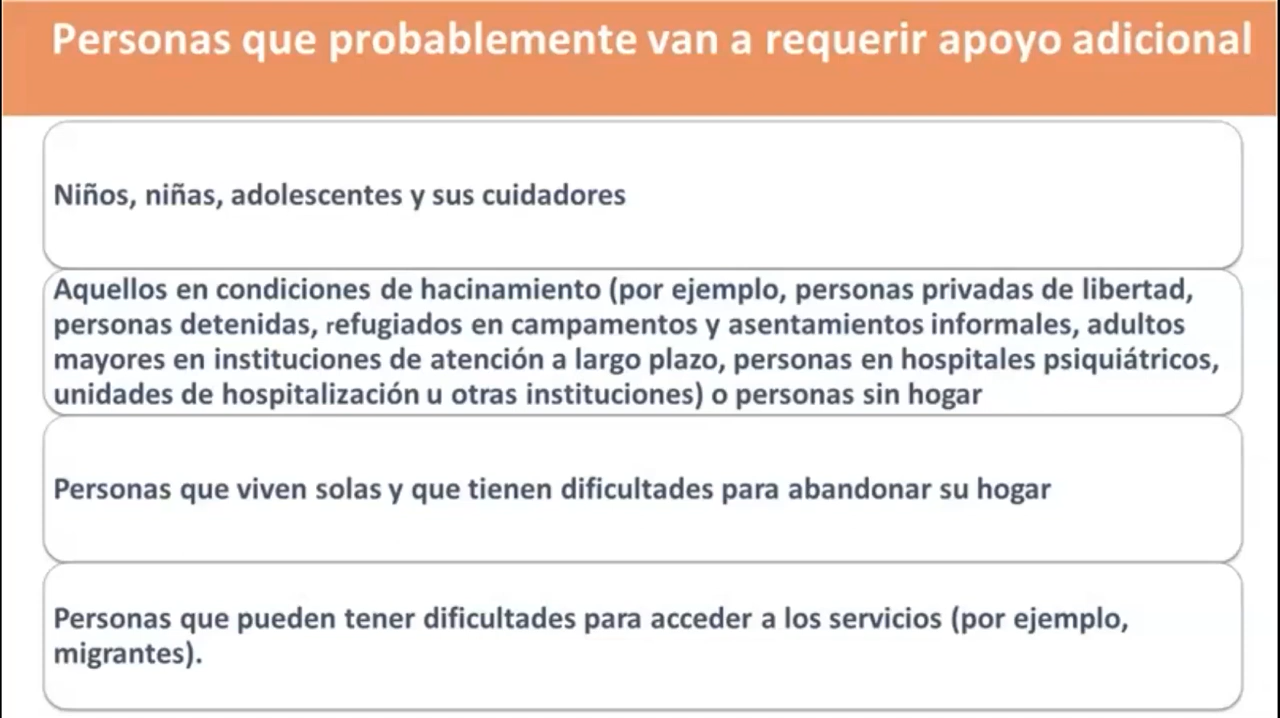 Personas que probablemente van a requerir apoyo adicional
Niños, niñas, adolescentes y sus cuidadores
Aquellos en condiciones de hacinamiento (por ejemplo, personas privadas de libertad,
personas detenidas, refugiados en campamentos y asentamientos informales, adultos
mayores en instituciones de atención a largo plazo, personas en hospitales psiquiátricos,
unidades de hospitalización u otras instituciones) o personas sin hogar
Personas que viven solas y que tienen dificultades para abandonar su hogar
Personas que pueden tener dificultades para acceder a los servicios (por ejemplo,
migrantes).